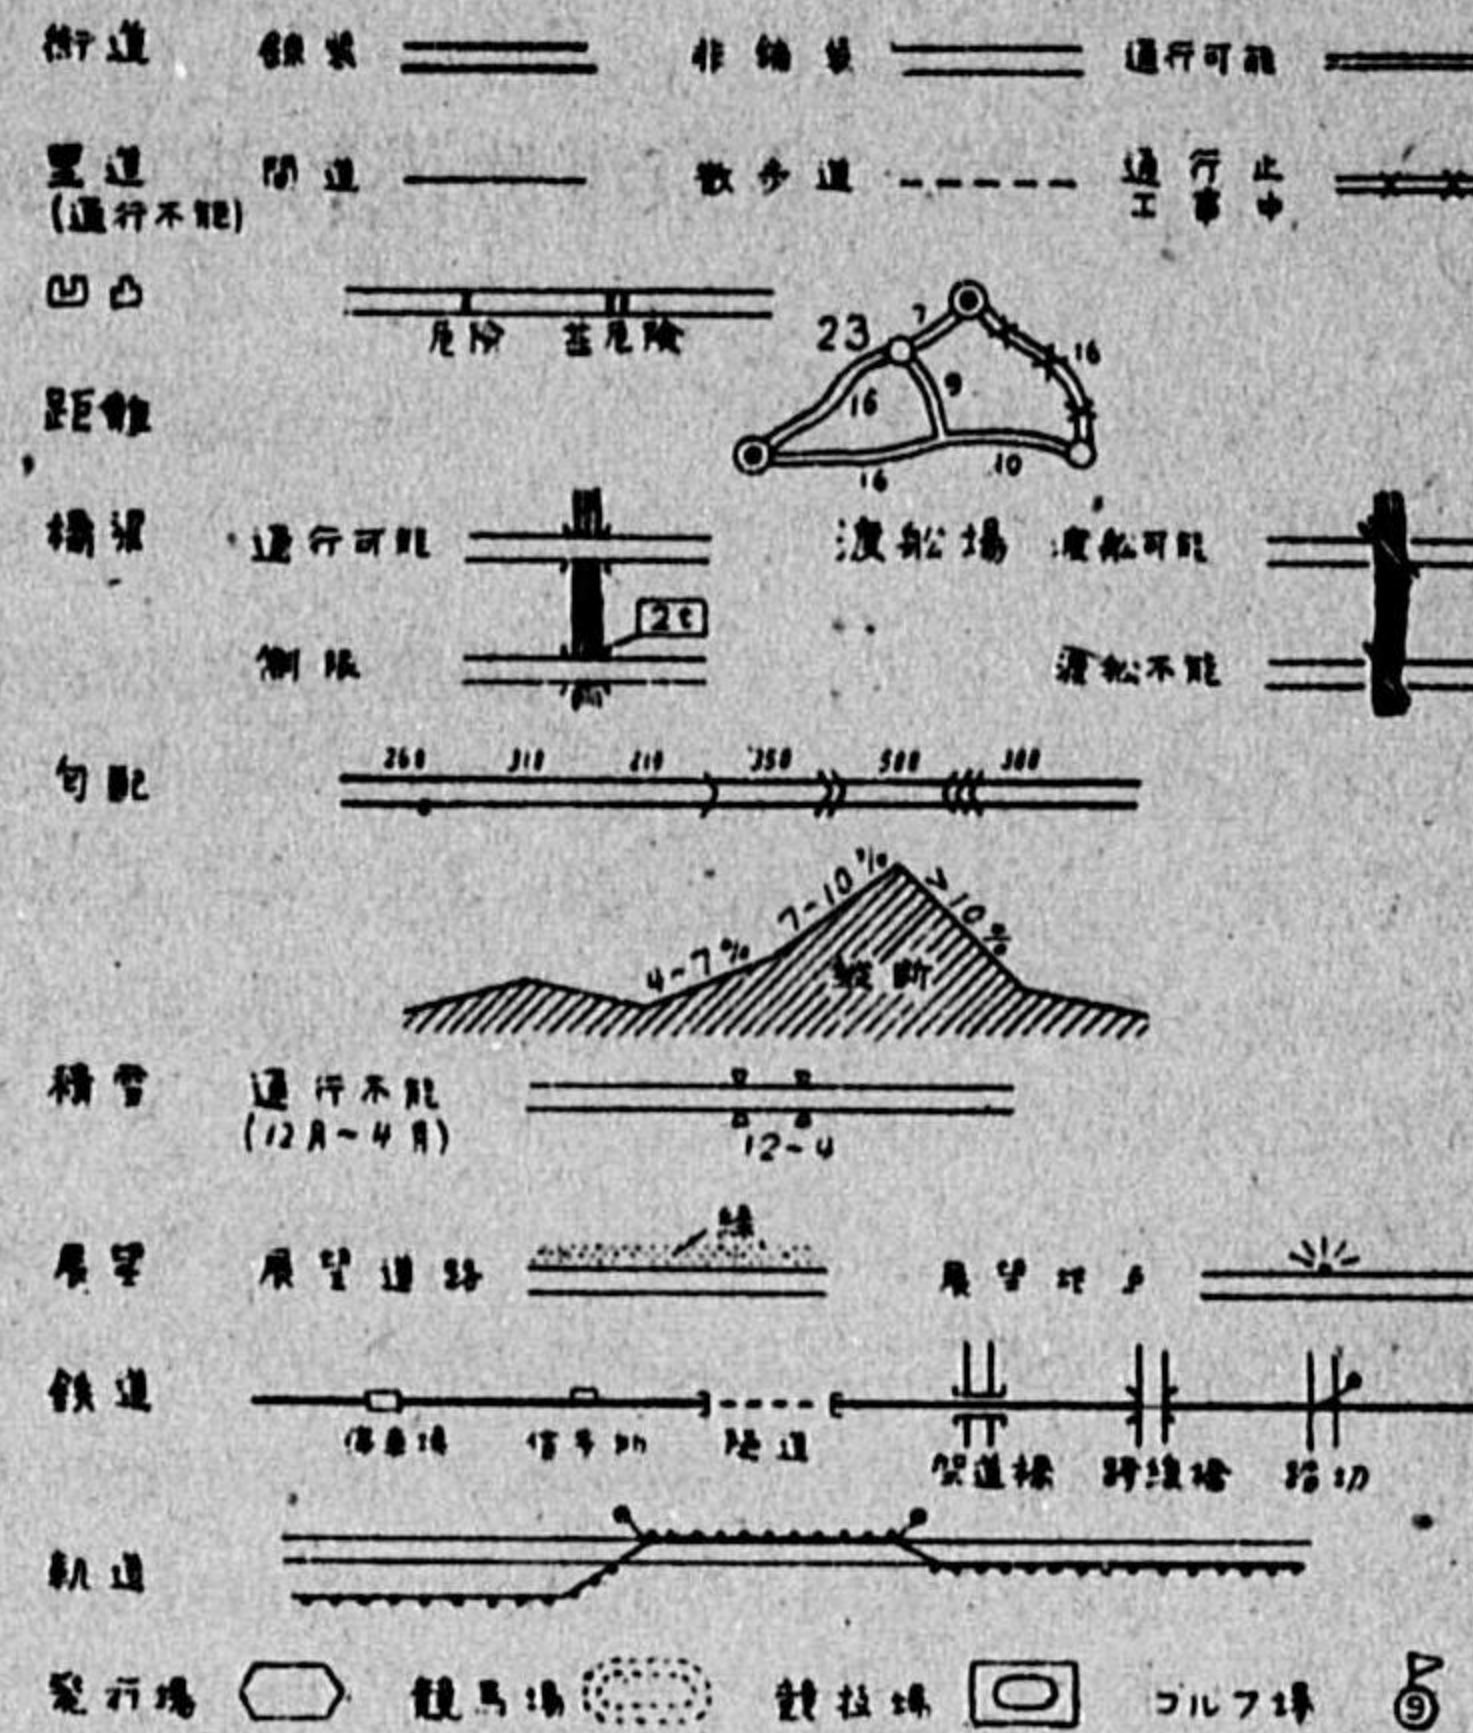 街道 舗装 非舗装 通行可能
里道 間道 散歩道 通行止
(通行不能) 工事中
凹凸
危険 甚危険
23 7 16
16 9
距離
16 10
橋梁 通行可能 渡船場 渡船可能
2t
制限 渡船不能
勾配 260 310 210 350 500 300
4~7% 7-10% >10%
縦断
積雪 通行不能
(12月~4月) 12~4
緑
展望 展望道路 展望地点
鉄道
停車場 信号所 隧道 架道橋 跨線橋 踏切
軌道
飛行場 競馬場 競技場 ゴルフ場 9